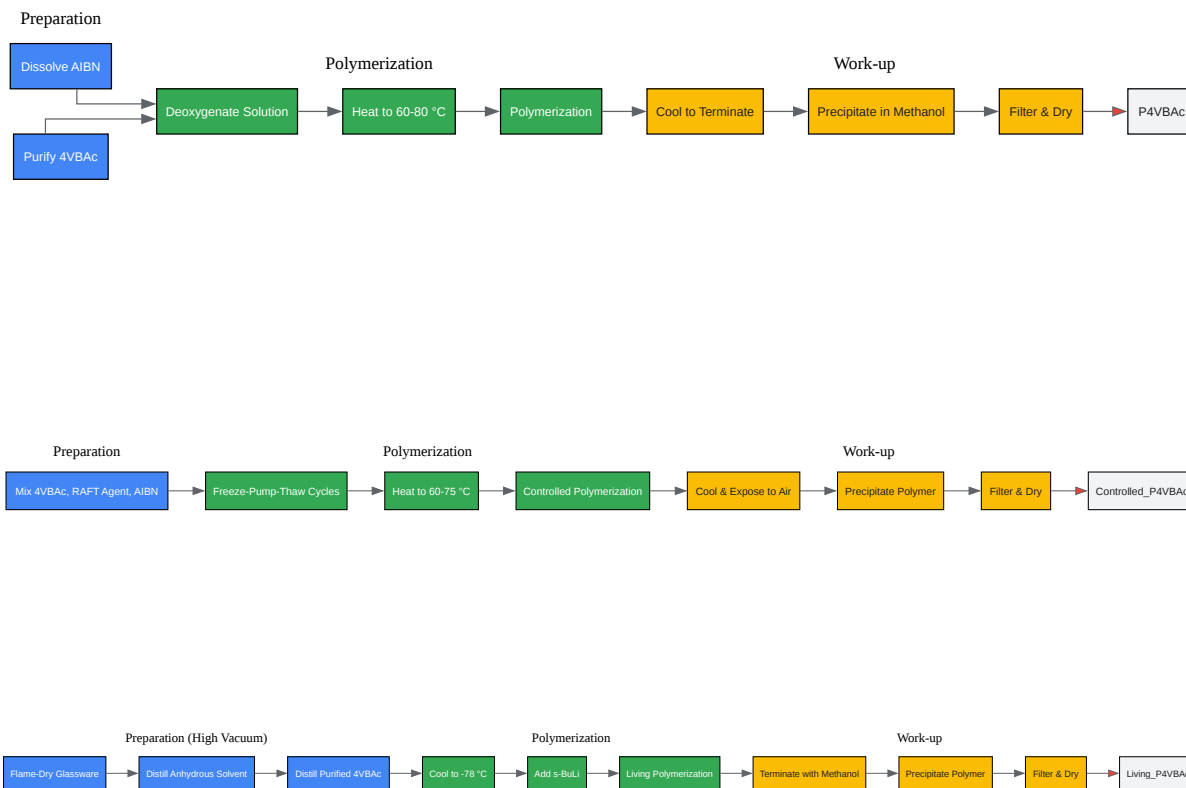 Preparation
Dissolve AIBN
Purify 4VBAc
Polymerization
Deoxygenate Solution
Heat to 60-80 °C
Polymerization
Work-up
Cool to Terminate
Precipitate in Methanol
Filter & Dry
P4VBAc
Preparation
Mix 4VBAc, RAFT Agent, AIBN
Polymerization
Freeze-Pump-Thaw Cycles
Heat to 60-75 °C
Controlled Polymerization
Work-up
Cool & Expose to Air
Precipitate Polymer
Filter & Dry
Controlled_P4VBAc
Preparation (High Vacuum)
Flame-Dry Glassware
Distill Anhydrous Solvent
Distill Purified 4VBAc
Polymerization
Cool to -78 °C
Add s-BuLi
Living Polymerization
Work-up
Terminate with Methanol
Precipitate Polymer
Filter & Dry
Living_P4VBAc